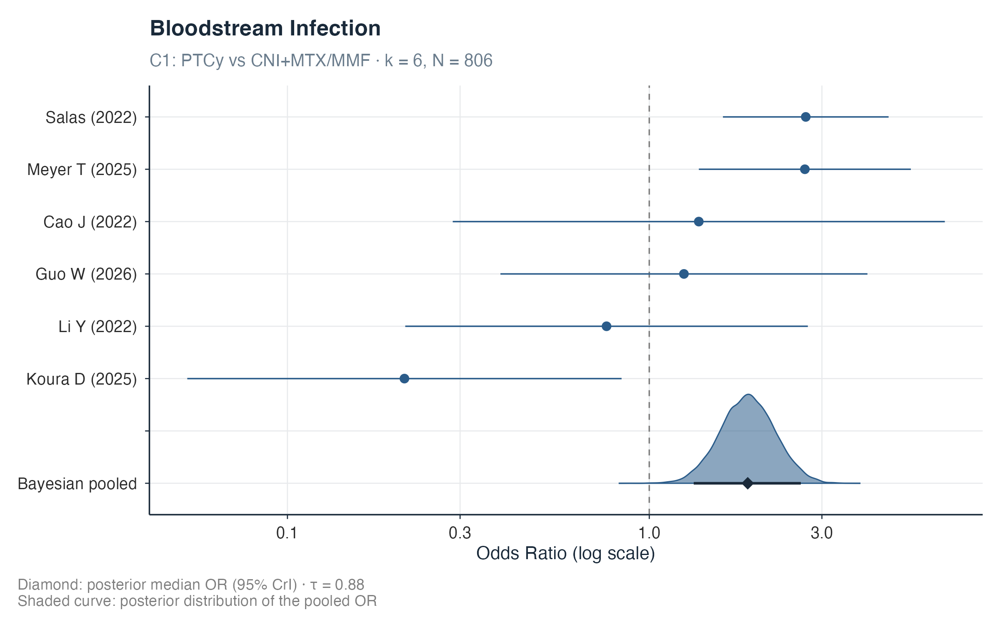 Bloodstream Infection
C1: PTCy vs CNI+MTX/MMF · k = 6, N = 806
Salas (2022)
Meyer T (2025)
Cao J (2022)
Guo W (2026)
Li Y (2022)
Koura D (2025)
Bayesian pooled
0.1 0.3 1.0 3.0
Odds Ratio (log scale)
Diamond: posterior median OR (95% CrI) · τ = 0.88
Shaded curve: posterior distribution of the pooled OR